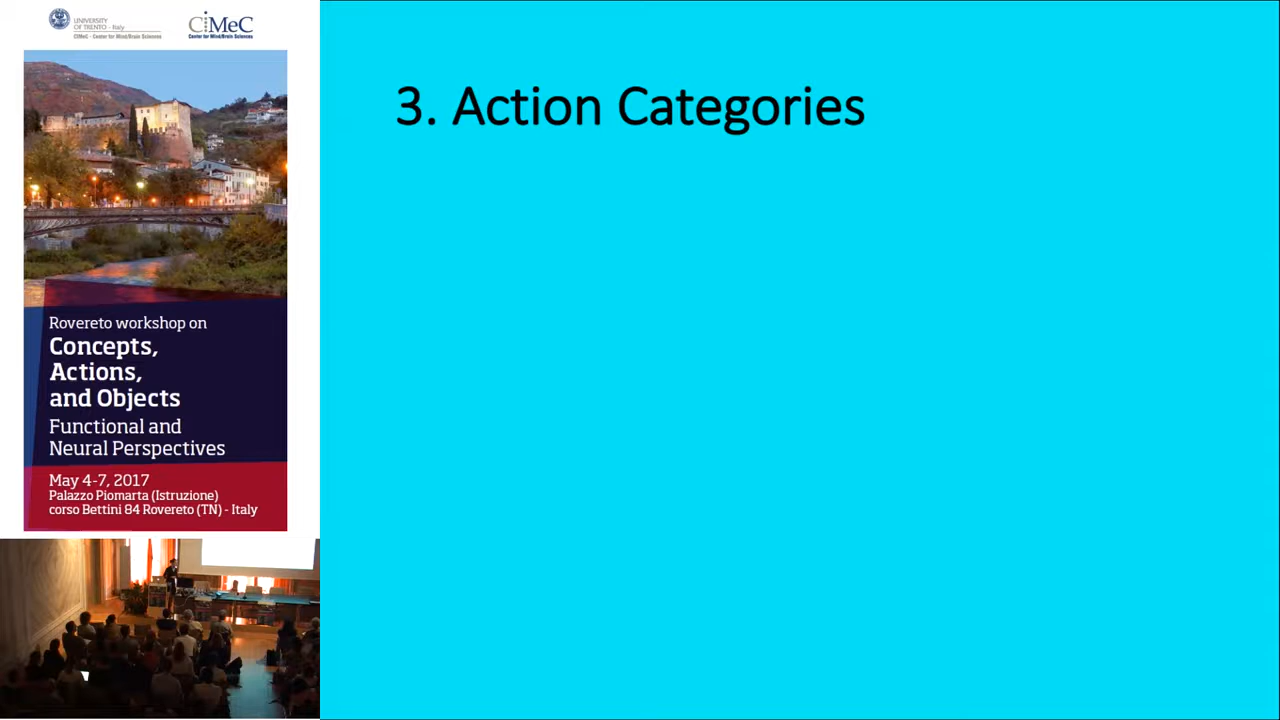 UNIVERSITY
OF TRENTO - Italy
CIMeC - Center for Mind/Brain Sciences
CiMeC
Center for Mind/Brain Sciences
Rovereto workshop on
Concepts,
Actions,
and Objects
Functional and
Neural Perspectives
May 4-7, 2017
Palazzo Piomarta (Istruzione)
corso Bettini 84 Rovereto (TN) - Italy
3. Action Categories